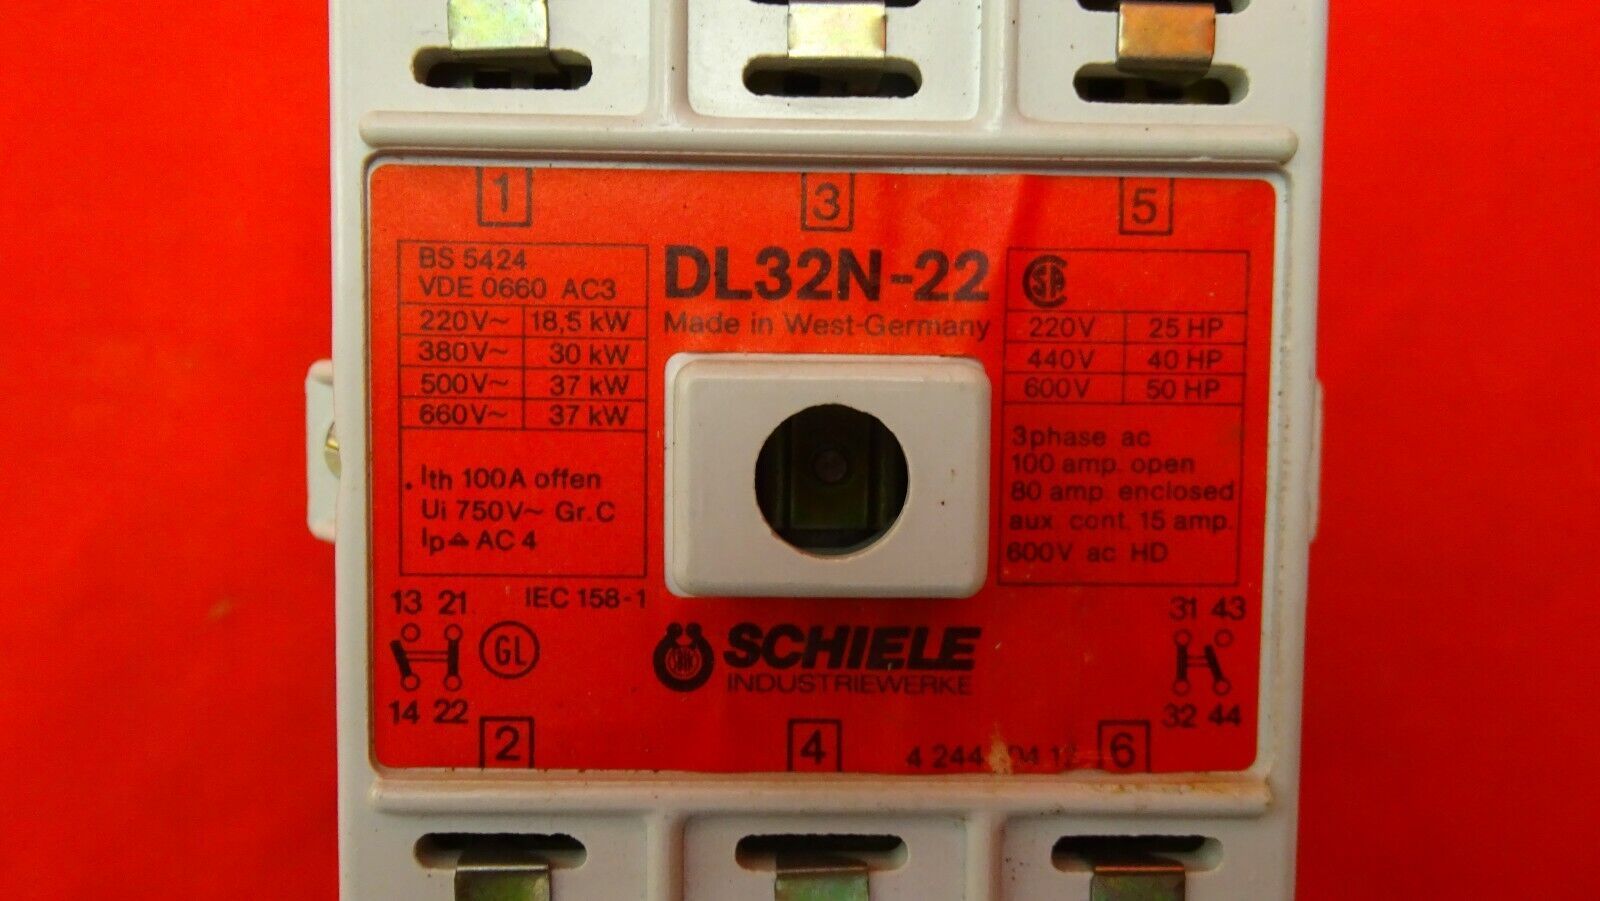 1 3 5
BS 5424
VDE 0660 AC3
220V~ 18,5 kW
380V~ 30 kW
500V~ 37 kW
660V~ 37 kW
Ith 100A offen
Ui 750V~ Gr.C
Ip≙AC 4
IEC 158-1
DL32N-22
Made in West-Germany
CSA
220V 25 HP
440V 40 HP
600V 50 HP
3phase ac
100 amp. open
80 amp. enclosed
aux. cont. 15 amp.
600V ac HD
13 21
GL
14 22
SCHIELE
INDUSTRIEWERKE
31 43
32 44
2 4 6
4 244